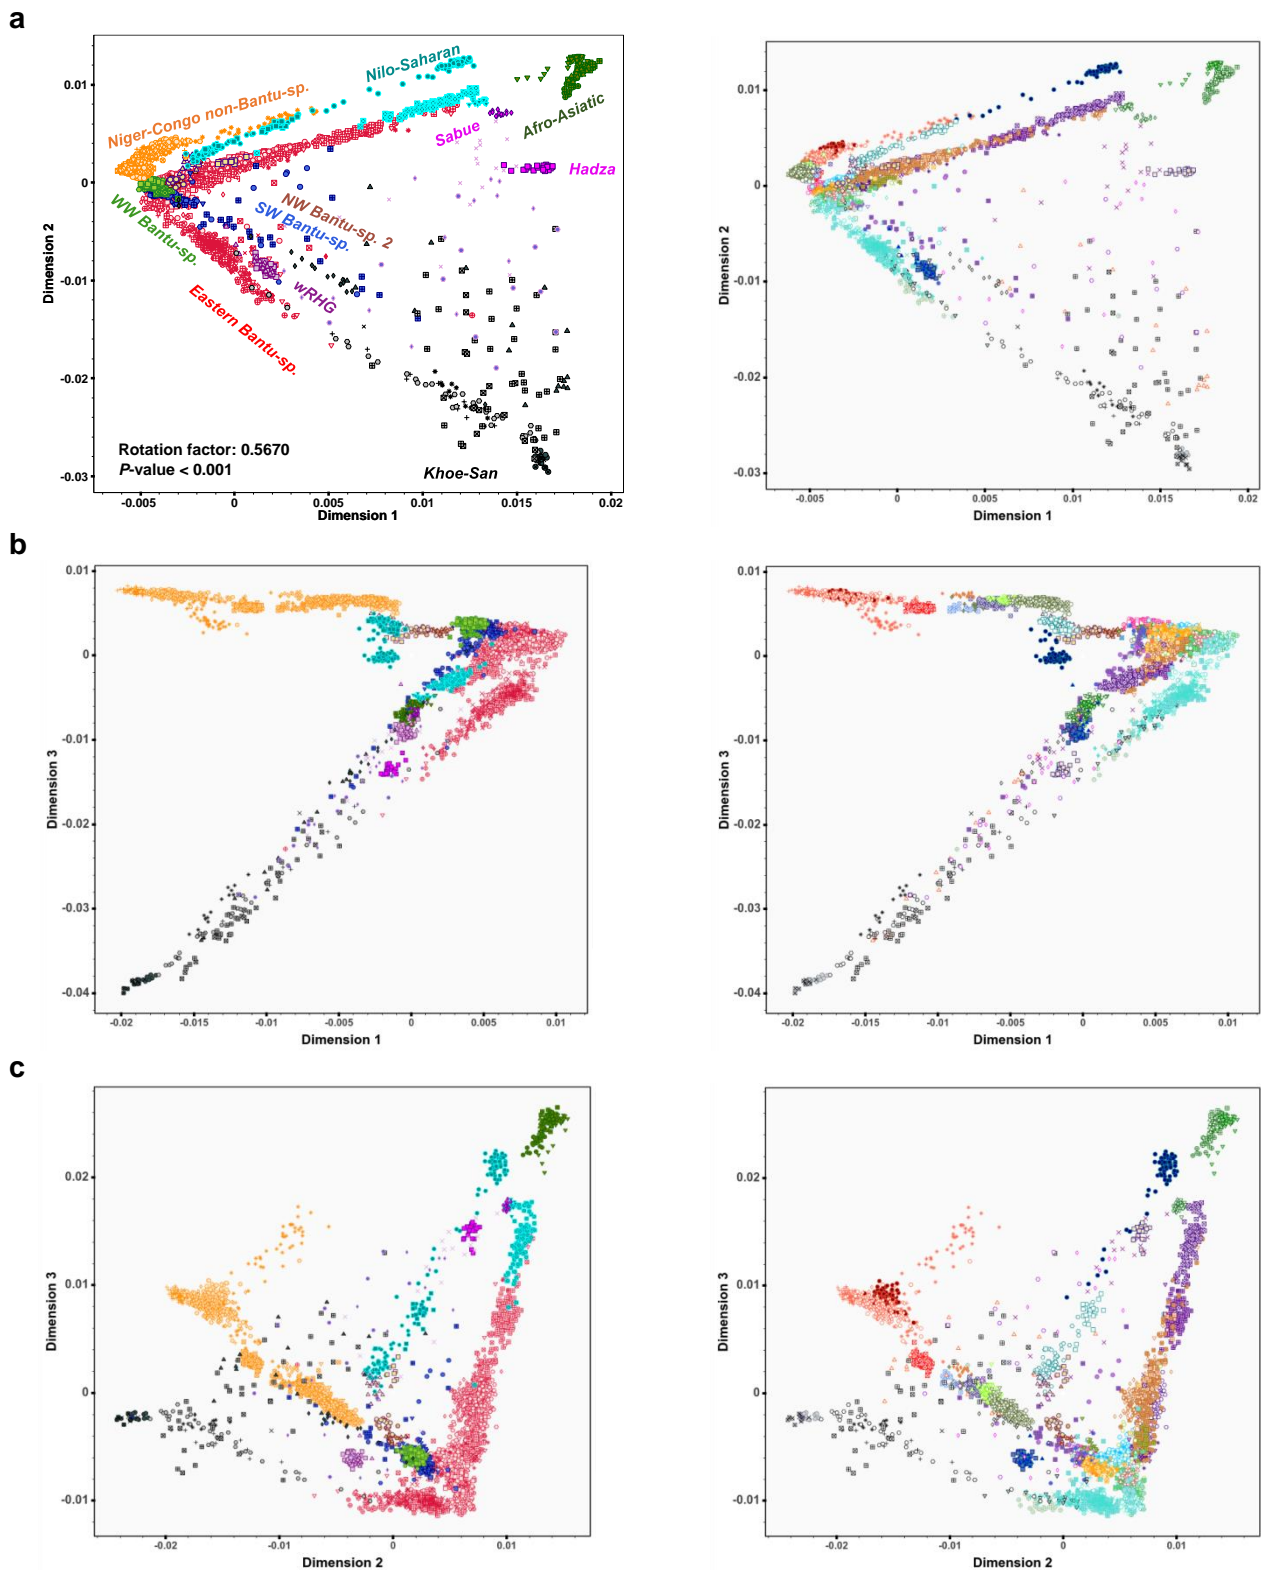 a
Niger-Congo non-Bantu-sp.
Nilo-Saharan
Sabue
Afro-Asiatic
Hadza
WW Bantu-sp.
NW Bantu-sp. 2
SW Bantu-sp.
wRHG
Eastern Bantu-sp.
Khoe-San
Rotation factor: 0.5670
P-value < 0.001
Dimension 2
0.01
0
-0.01
-0.02
-0.03
-0.005
0
0.005
0.01
0.015
0.02
Dimension 1
0.01
0
-0.01
-0.02
-0.03
-0.005
0
0.005
0.01
0.015
0.02
Dimension 1
Dimension 2
b
Dimension 3
0.01
0
-0.01
-0.02
-0.03
-0.04
-0.02
-0.015
-0.01
-0.005
0
0.005
0.01
Dimension 1
Dimension 3
0.01
0
-0.01
-0.02
-0.03
-0.04
-0.02
-0.015
-0.01
-0.005
0
0.005
0.01
Dimension 1
c
Dimension 3
0.02
0.01
0
-0.01
-0.02
-0.01
0
0.01
Dimension 2
Dimension 3
0.02
0.01
0
-0.01
-0.02
-0.01
0
0.01
Dimension 2